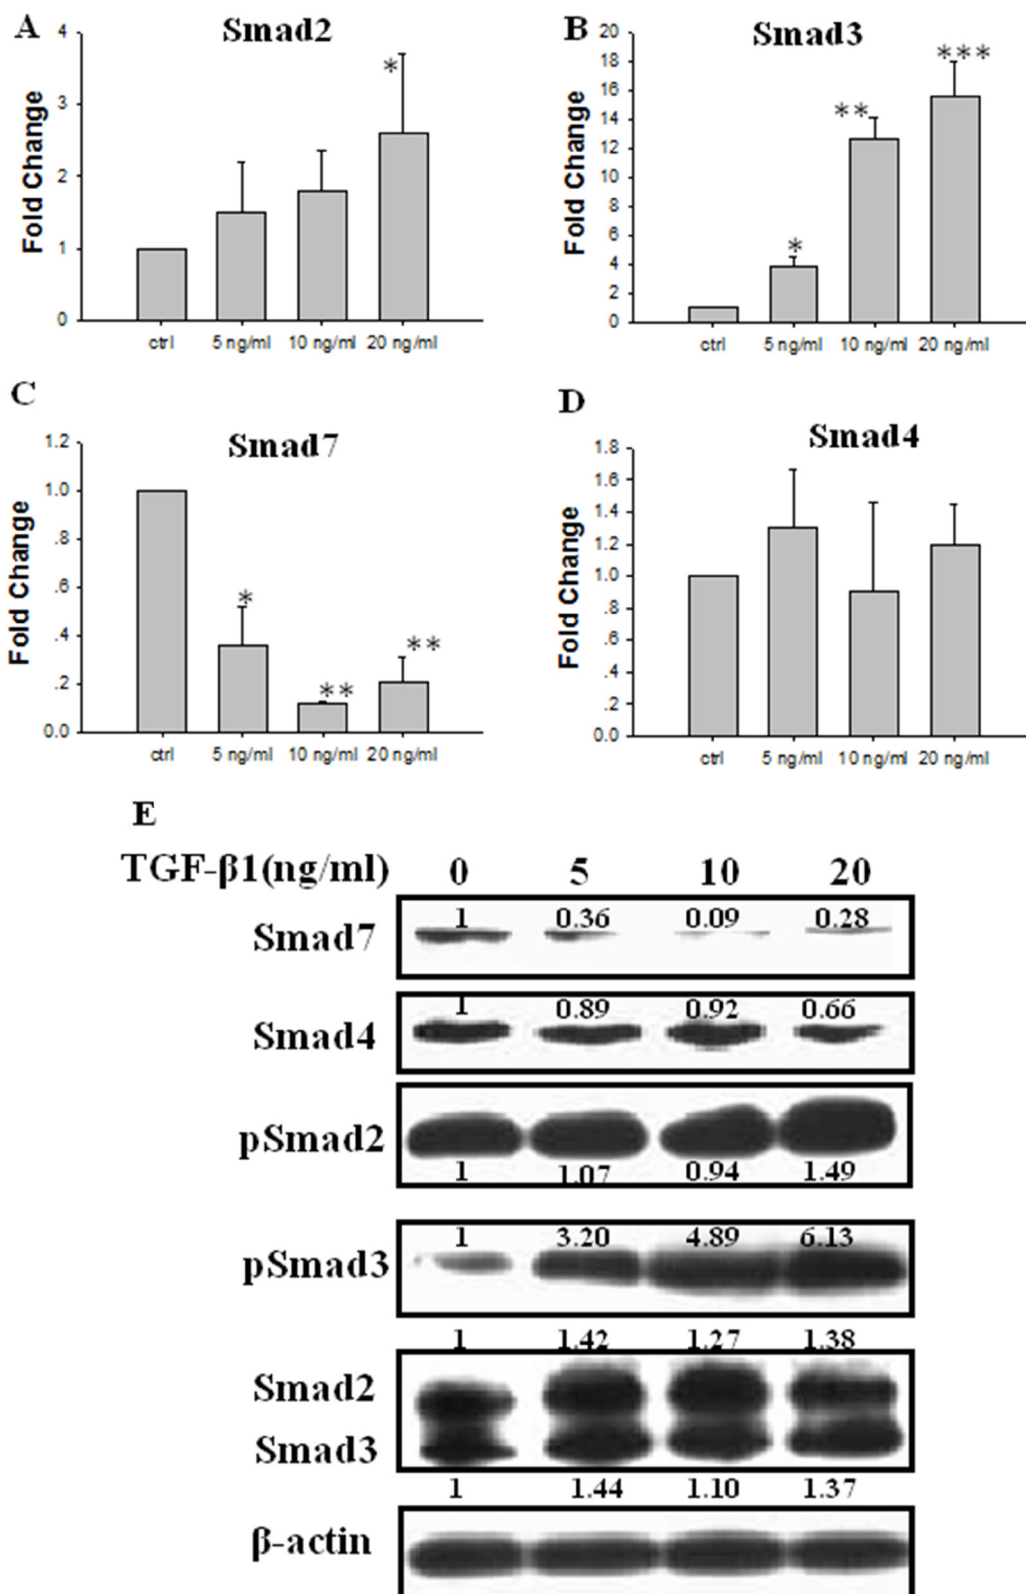 A
Smad2
Fold Change
4
3
2
1
0
*
ctrl 5 ng/ml 10 ng/ml 20 ng/ml
B
Smad3
Fold Change
20
18
16
14
12
10
8
6
4
2
0
* ** ***
ctrl 5 ng/ml 10 ng/ml 20 ng/ml
C
Smad7
Fold Change
1.2
1.0
.8
.6
.4
.2
0.0
* ** **
ctrl 5 ng/ml 10 ng/ml 20 ng/ml
D
Smad4
Fold Change
1.8
1.6
1.4
1.2
1.0
.8
.6
.4
.2
0.0
ctrl 5 ng/ml 10 ng/ml 20 ng/ml
E
TGF-β1(ng/ml) 0 5 10 20
Smad7 1 0.36 0.09 0.28
Smad4 1 0.89 0.92 0.66
pSmad2 1 1.07 0.94 1.49
pSmad3 1 3.20 4.89 6.13
1 1.42 1.27 1.38
Smad2
Smad3
1 1.44 1.10 1.37
β-actin